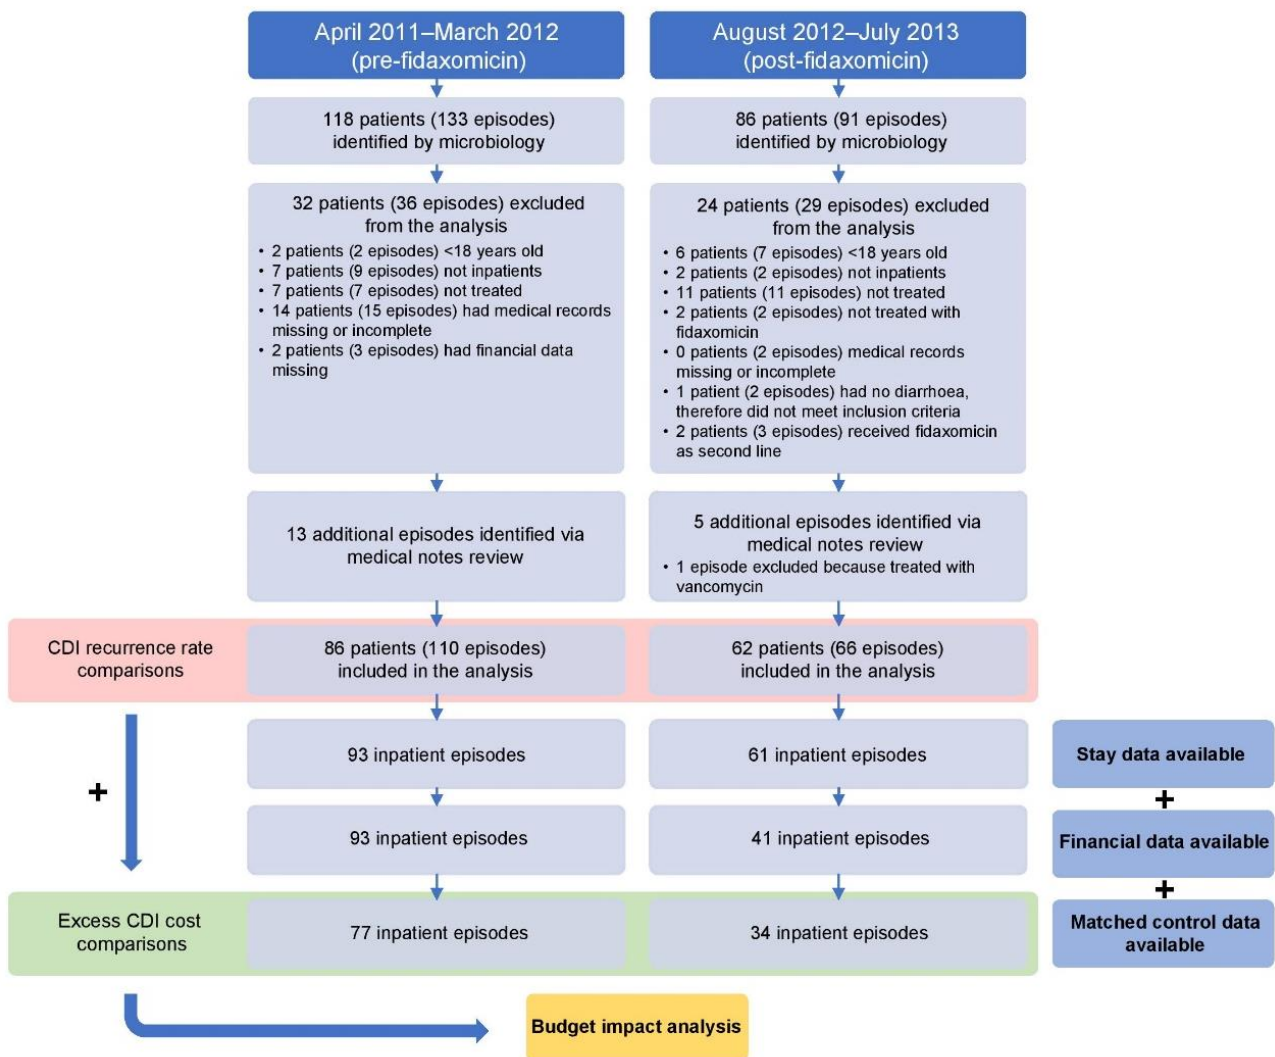 April 2011–March 2012
(pre-fidaxomicin)
118 patients (133 episodes)
identified by microbiology
32 patients (36 episodes) excluded
from the analysis
• 2 patients (2 episodes) <18 years old
• 7 patients (9 episodes) not inpatients
• 7 patients (7 episodes) not treated
• 14 patients (15 episodes) had medical records
missing or incomplete
• 2 patients (3 episodes) had financial data
missing
13 additional episodes identified via
medical notes review
August 2012–July 2013
(post-fidaxomicin)
86 patients (91 episodes)
identified by microbiology
24 patients (29 episodes) excluded
from the analysis
• 6 patients (7 episodes) <18 years old
• 2 patients (2 episodes) not inpatients
• 11 patients (11 episodes) not treated
• 2 patients (2 episodes) not treated with
fidaxomicin
• 0 patients (2 episodes) medical records
missing or incomplete
• 1 patient (2 episodes) had no diarrhoea,
therefore did not meet inclusion criteria
• 2 patients (3 episodes) received fidaxomicin
as second line
5 additional episodes identified via
medical notes review
• 1 episode excluded because treated with
vancomycin
CDI recurrence rate
comparisons
86 patients (110 episodes)
included in the analysis
62 patients (66 episodes)
included in the analysis
93 inpatient episodes
61 inpatient episodes
Stay data available
+
+
93 inpatient episodes
41 inpatient episodes
Financial data available
+
Excess CDI cost
comparisons
77 inpatient episodes
34 inpatient episodes
Matched control data
available
Budget impact analysis